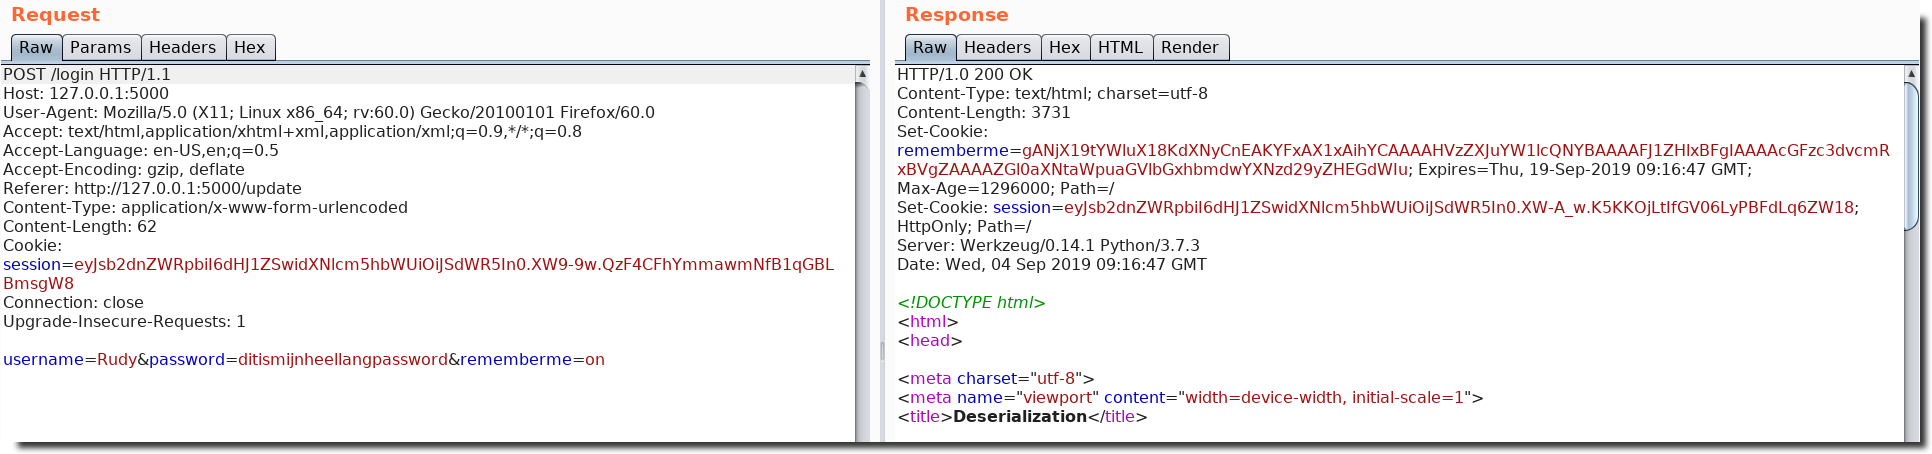 Request
Raw Params Headers Hex
POST /login HTTP/1.1
Host: 127.0.0.1:5000
User-Agent: Mozilla/5.0 (X11; Linux x86_64; rv:60.0) Gecko/20100101 Firefox/60.0
Accept: text/html,application/xhtml+xml,application/xml;q=0.9,*/*;q=0.8
Accept-Language: en-US,en;q=0.5
Accept-Encoding: gzip, deflate
Referer: http://127.0.0.1:5000/update
Content-Type: application/x-www-form-urlencoded
Content-Length: 62
Cookie:
session=eyJsb2dnZWRpbiI6dHJ1ZSwidXNlcm5hbWUiOiJSdWR5In0.XW9-9w.QzF4CFhYmmawmNfB1qGBL
BmsgW8
Connection: close
Upgrade-Insecure-Requests: 1
username=Rudy&password=ditismijnheellangpassword&rememberme=on
Response
Raw Headers Hex HTML Render
HTTP/1.0 200 OK
Content-Type: text/html; charset=utf-8
Content-Length: 3731
Set-Cookie:
rememberme=gANjX19tYWluX18KdXNyCnEAKYFxAX1xAihYCAAAAHVzZXJuYW1lcQNYBAAAAFJ1ZHlxBFgIAAAAcGFzc3dvcmR
xBVgZAAAAZGl0aXNtaWpuaGVlbGxhbmdwYXNzd29yZHEGdWIu; Expires=Thu, 19-Sep-2019 09:16:47 GMT;
Max-Age=1296000; Path=/
Set-Cookie: session=eyJsb2dnZWRpbiI6dHJ1ZSwidXNlcm5hbWUiOiJSdWR5In0.XW-A_w.K5KKOjLtIfGV06LyPBFdLq6ZW18;
HttpOnly; Path=/
Server: Werkzeug/0.14.1 Python/3.7.3
Date: Wed, 04 Sep 2019 09:16:47 GMT
<!DOCTYPE html>
<html>
<head>
<meta charset="utf-8">
<meta name="viewport" content="width=device-width, initial-scale=1">
<title>Deserialization</title>